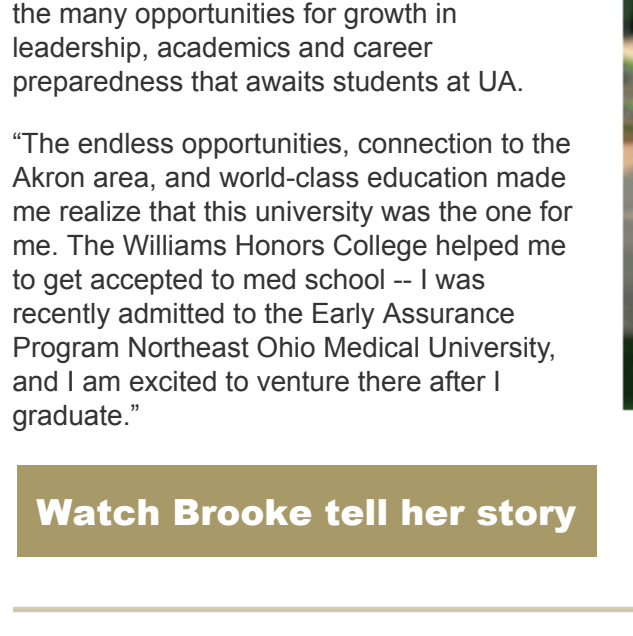 the many opportunities for growth in
leadership, academics and career
preparedness that awaits students at UA.
“The endless opportunities, connection to the
Akron area, and world-class education made
me realize that this university was the one for
me. The Williams Honors College helped me
to get accepted to med school -- I was
recently admitted to the Early Assurance
Program Northeast Ohio Medical University,
and I am excited to venture there after I
graduate.”
Watch Brooke tell her story